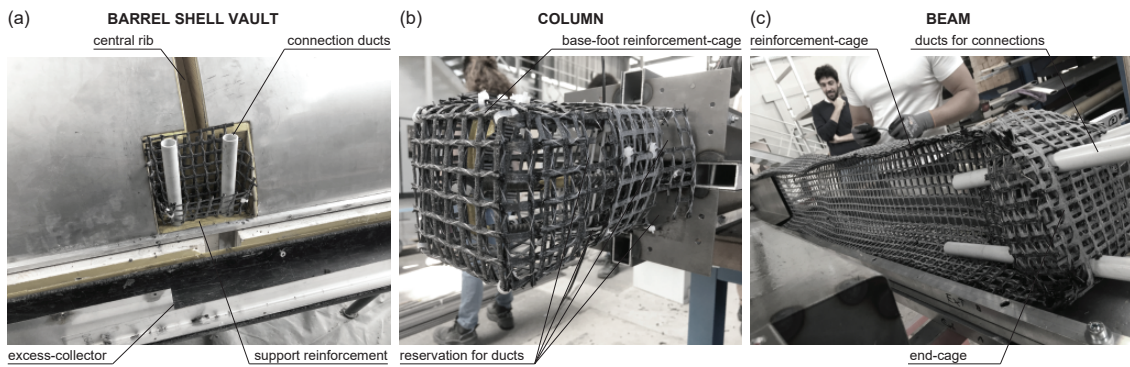 (a) BARREL SHELL VAULT
central rib
connection ducts
excess-collector
support reinforcement
(b) COLUMN
base-foot reinforcement-cage
reservation for ducts
(c) BEAM
reinforcement-cage
ducts for connections
end-cage